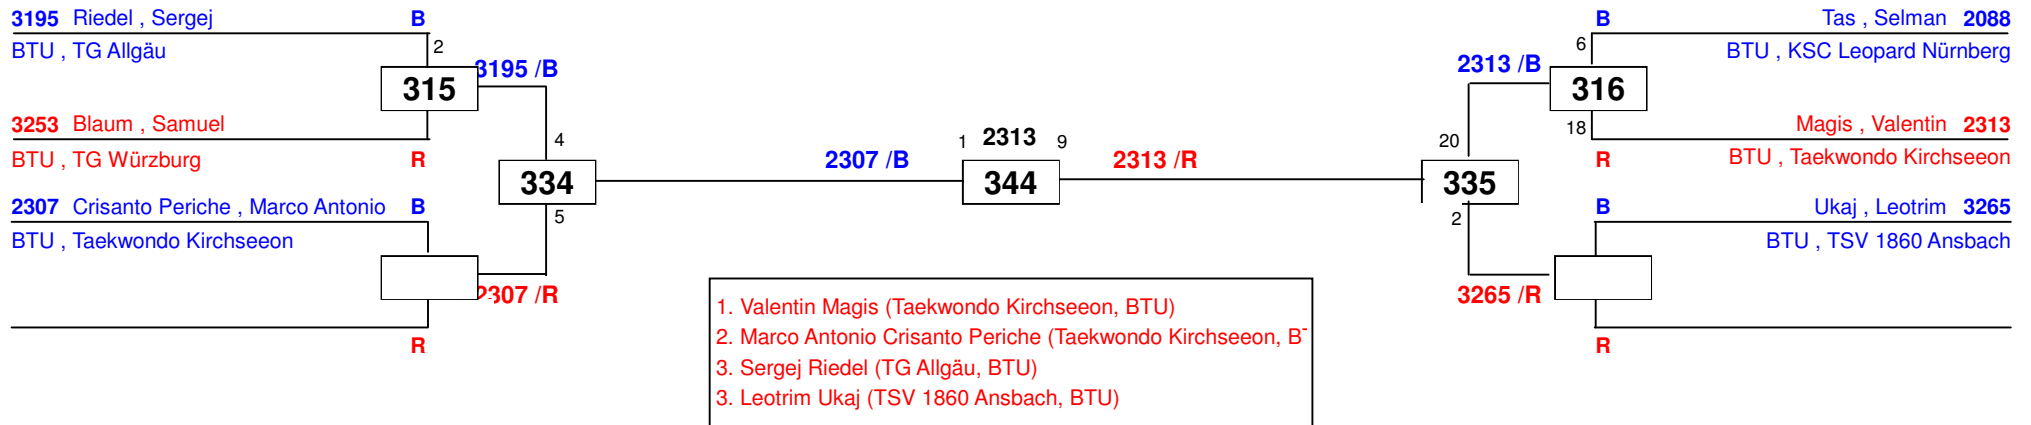 3195 Riedel , Sergej B
BTU , TG Allgäu
2
3195 /B
315
3253 Blaum , Samuel
BTU , TG Würzburg R
4
334
5
2307 Crisanto Periche , Marco Antonio B
BTU , Taekwondo Kirchseeon
2307 /R
R
2307 /B
1 2313 9
344
2313 /R
B Tas , Selman 2088
BTU , KSC Leopard Nürnberg
6
2313 /B
316
18
Magis , Valentin 2313
R BTU , Taekwondo Kirchseeon
20
335
2
B Ukaj , Leotrim 3265
BTU , TSV 1860 Ansbach
3265 /R
R
1. Valentin Magis (Taekwondo Kirchseeon, BTU)
2. Marco Antonio Crisanto Periche (Taekwondo Kirchseeon, B
3. Sergej Riedel (TG Allgäu, BTU)
3. Leotrim Ukaj (TSV 1860 Ansbach, BTU)